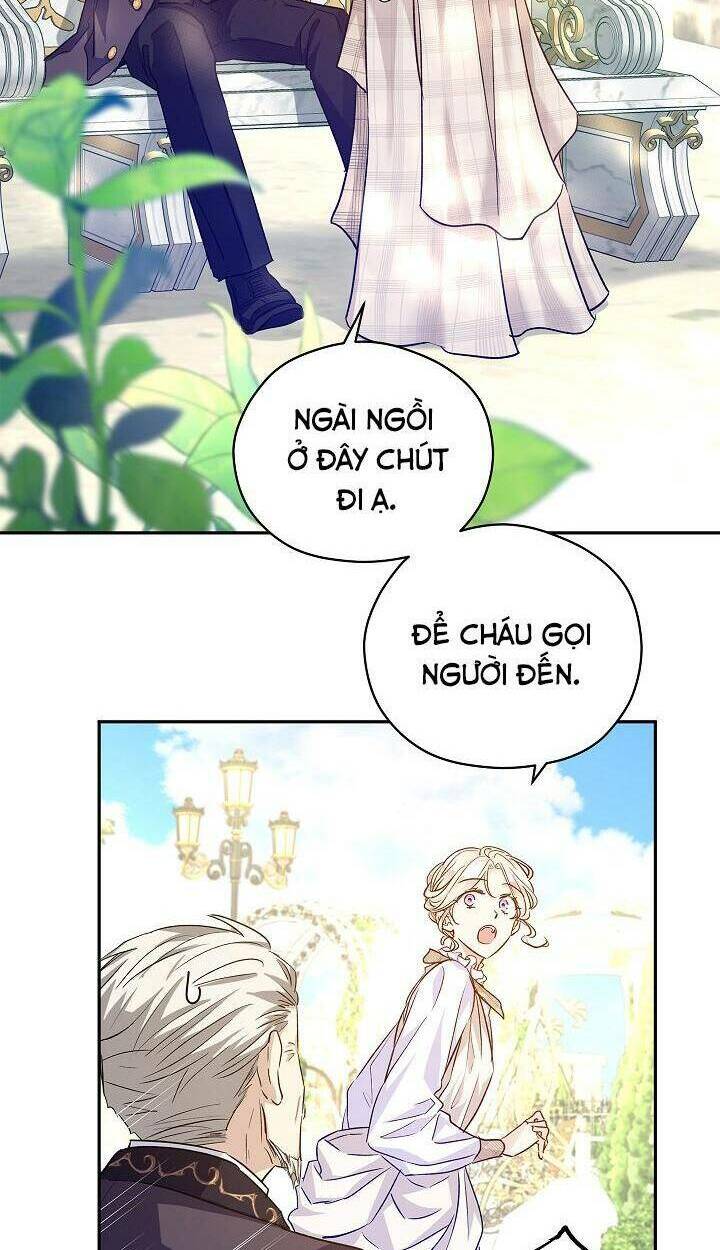 NGÀI NGỒI
Ở ĐÂY CHÚT
ĐI Ạ.
ĐỂ CHÁU GỌI
NGƯỜI ĐẾN.